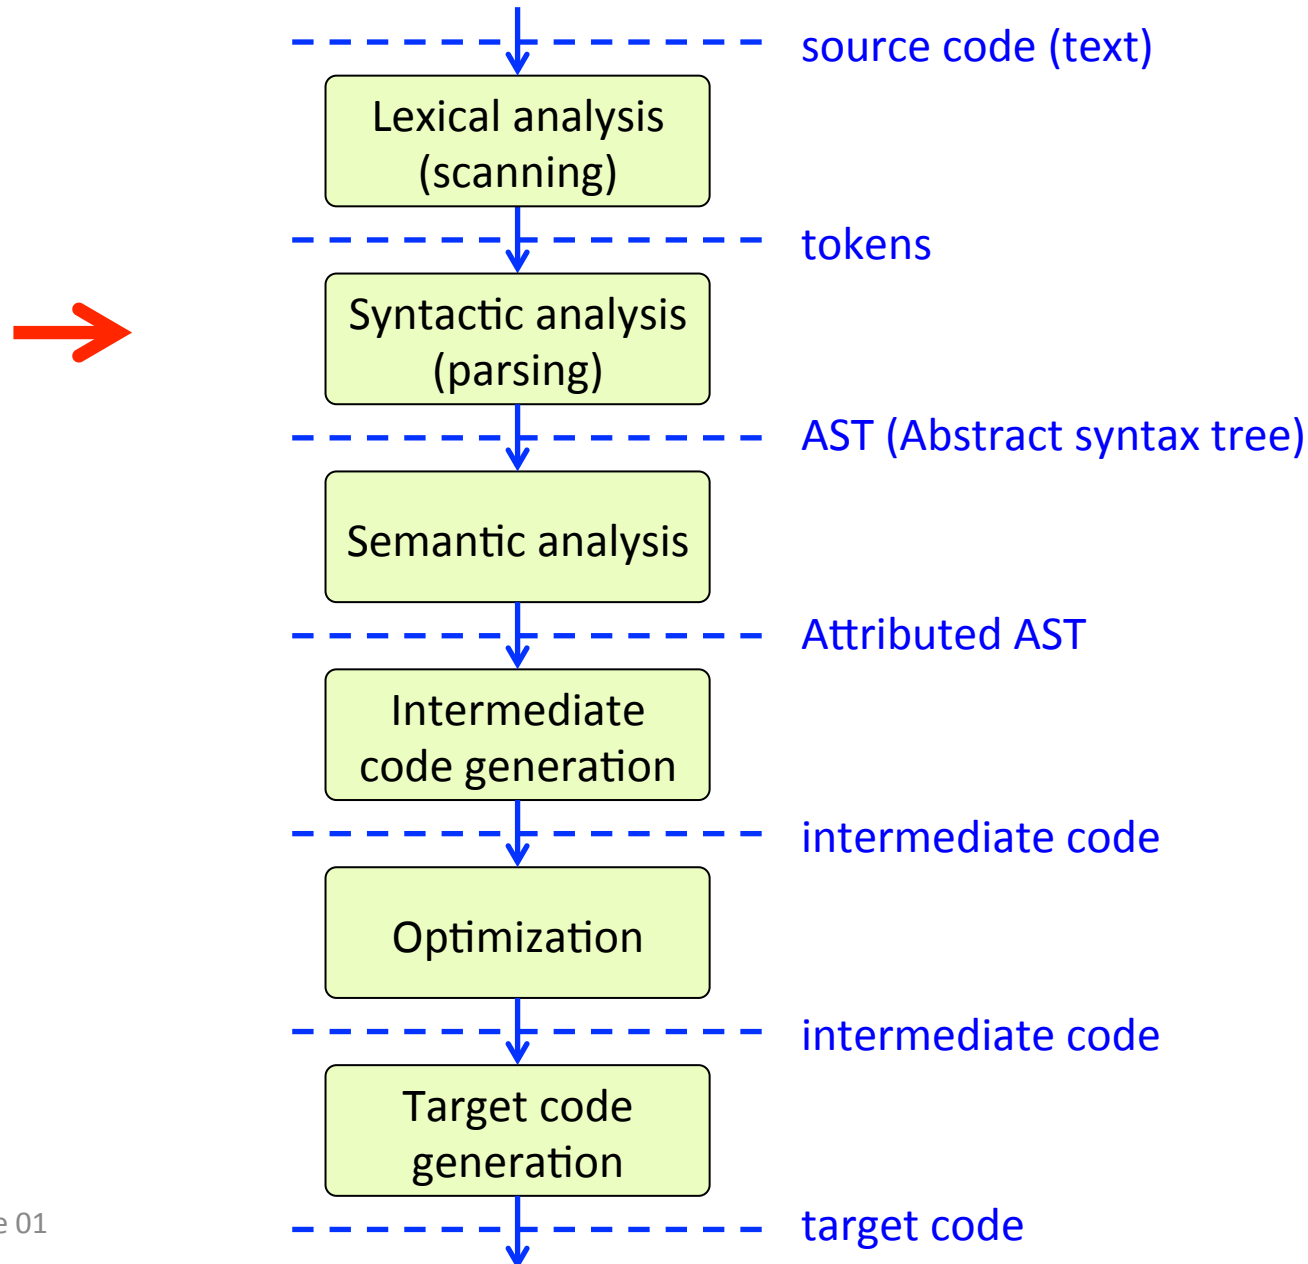 source code (text)
Lexical analysis
(scanning)
tokens
Syntactic analysis
(parsing)
AST (Abstract syntax tree)
Semantic analysis
Attributed AST
Intermediate
code generation
intermediate code
Optimization
intermediate code
Target code
generation
e 01
target code